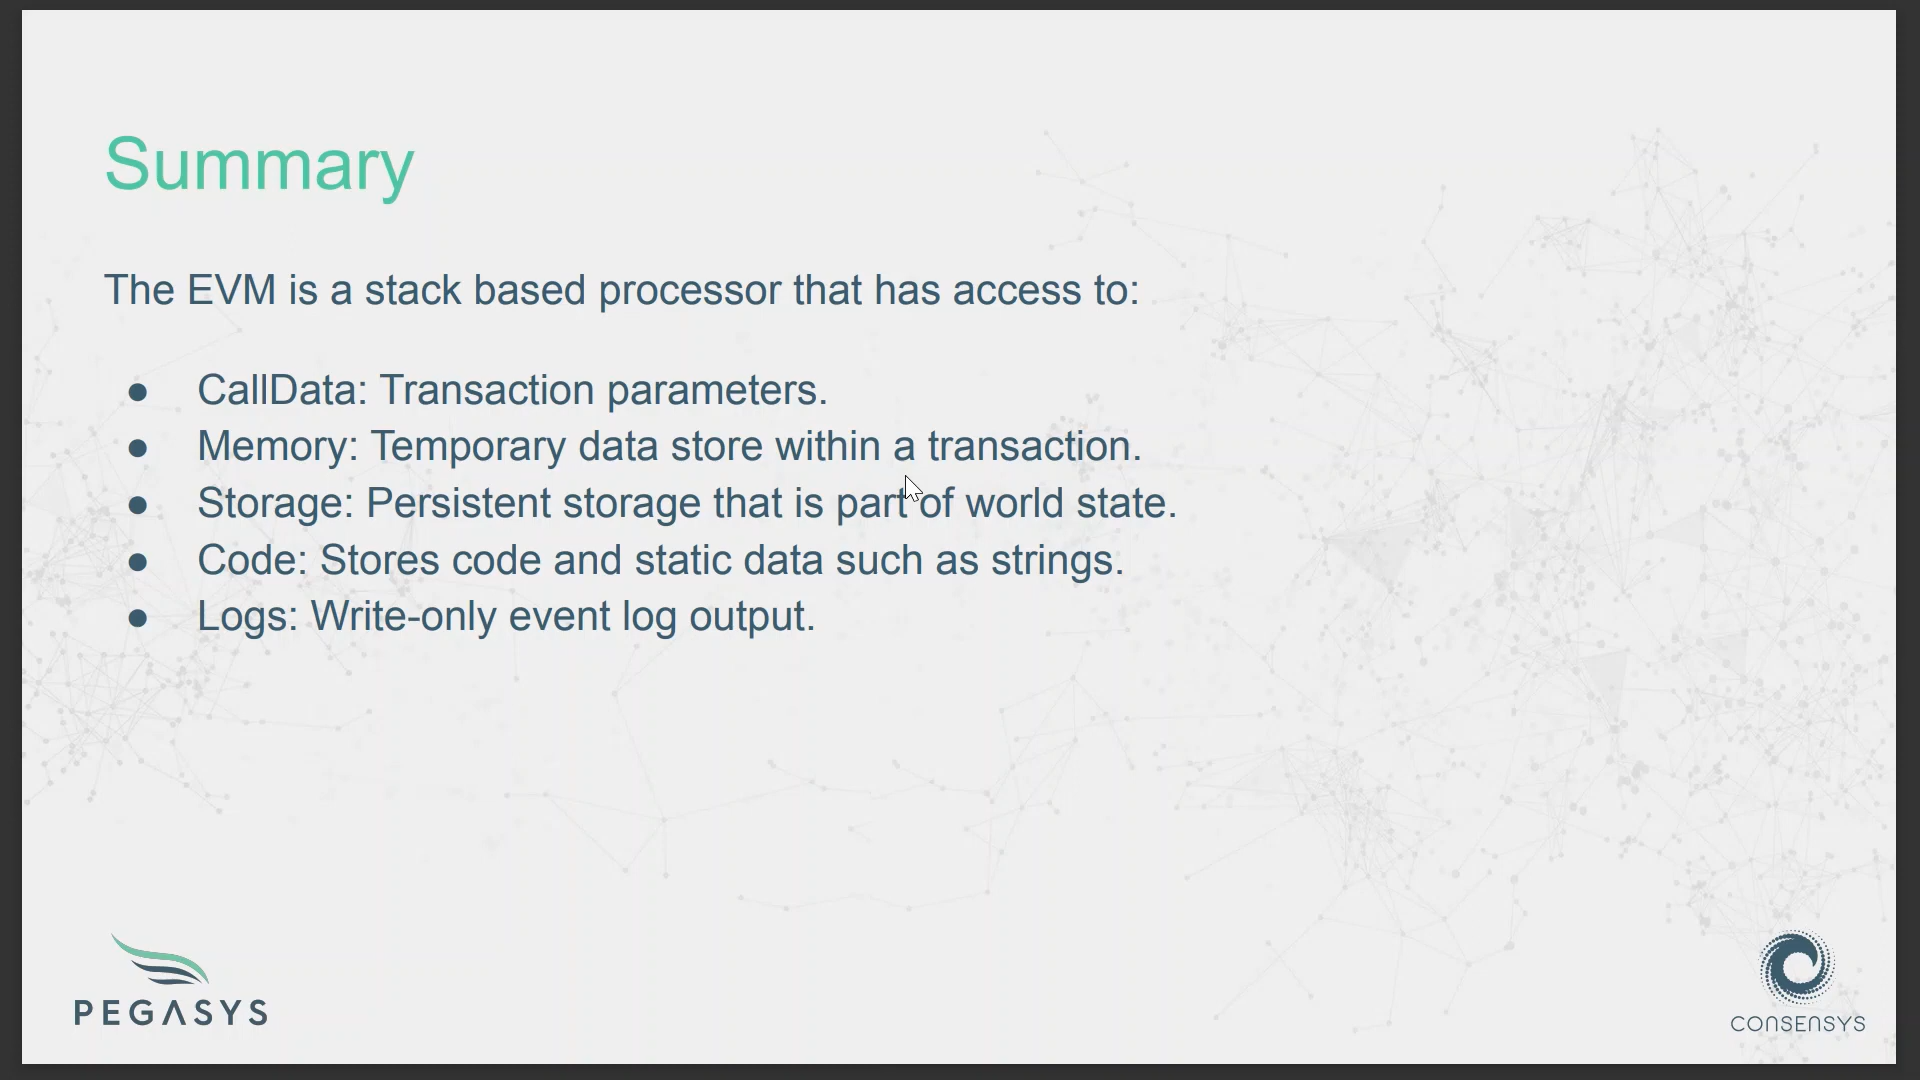 Summary
The EVM is a stack based processor that has access to:
● CallData: Transaction parameters.
● Memory: Temporary data store within a transaction.
● Storage: Persistent storage that is part of world state.
● Code: Stores code and static data such as strings.
● Logs: Write-only event log output.
PEGASYS
CONSENSYS